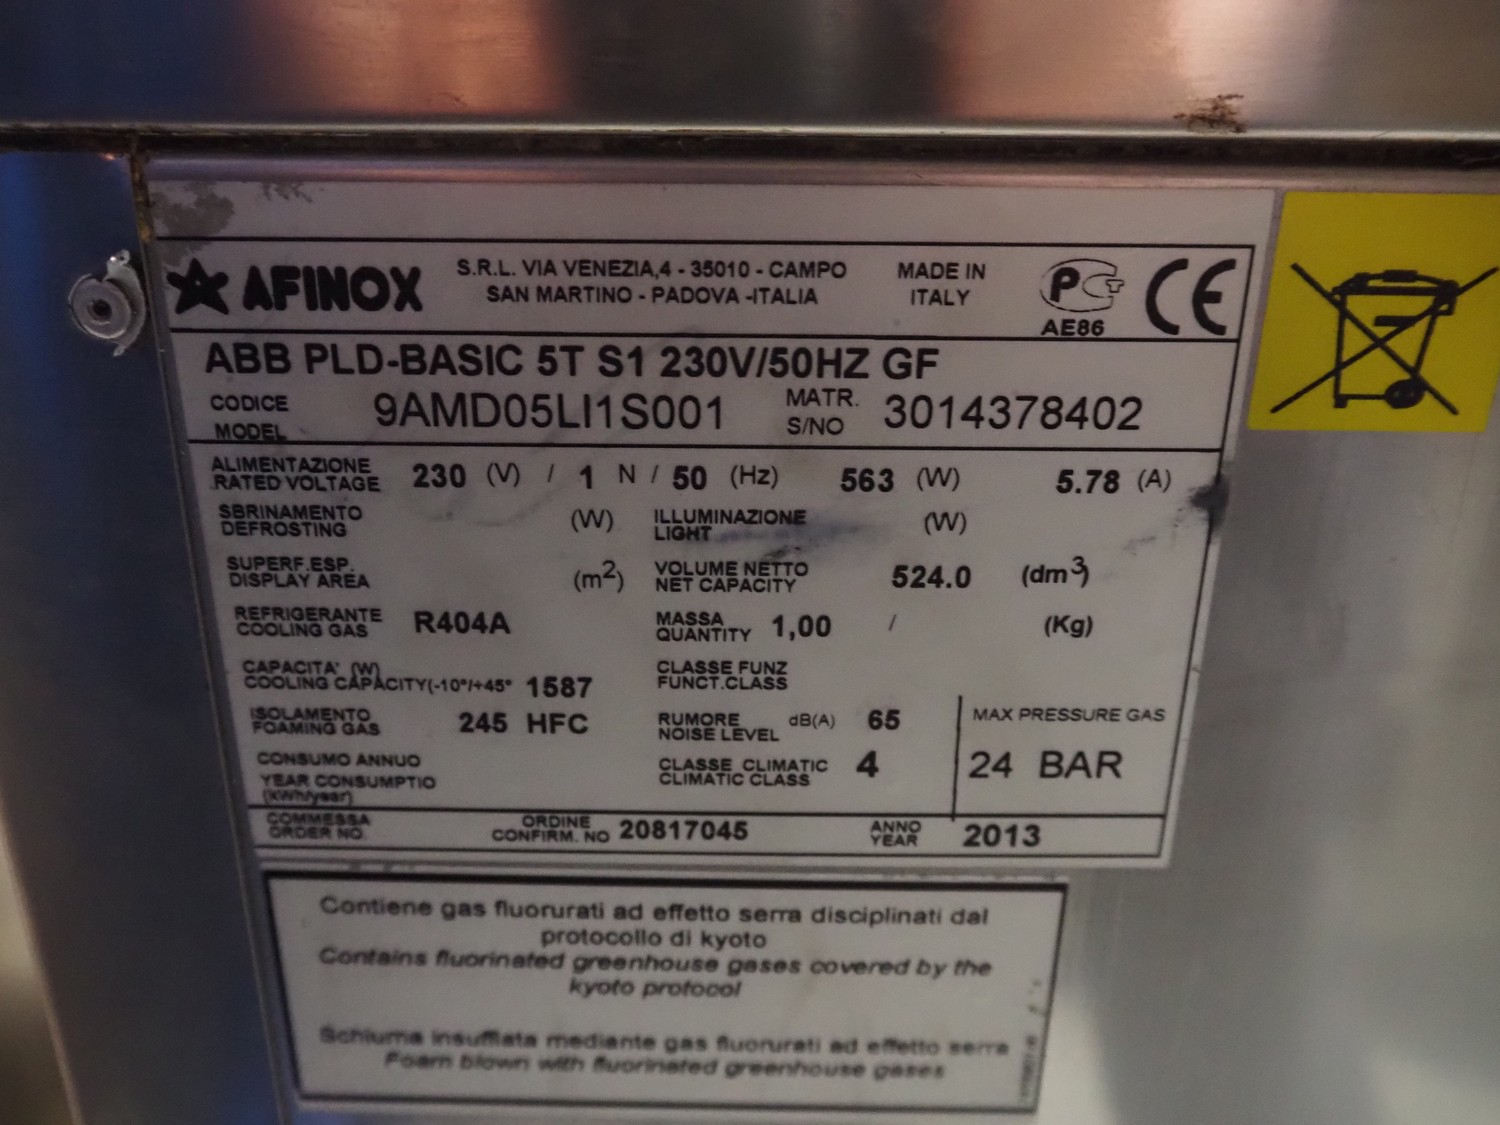 AFINOX
S.R.L. VIA VENEZIA,4 - 35010 - CAMPO
SAN MARTINO - PADOVA -ITALIA
MADE IN
ITALY
AE86
CE
ABB PLD-BASIC 5T S1 230V/50HZ GF
CODICE
MODEL 9AMD05LI1S001
MATR.
S/NO 3014378402
ALIMENTAZIONE
RATED VOLTAGE 230 (V) / 1 N / 50 (Hz) 563 (W) 5.78 (A)
SBRINAMENTO
DEFROSTING (W)
ILLUMINAZIONE
LIGHT (W)
SUPERF.ESP.
DISPLAY AREA (m²)
VOLUME NETTO
NET CAPACITY 524.0 (dm³)
REFRIGERANTE
COOLING GAS R404A
MASSA
QUANTITY 1,00 / (Kg)
CAPACITA' (W)
COOLING CAPACITY(-10°/+45° 1587
CLASSE FUNZ
FUNCT.CLASS
ISOLAMENTO
FOAMING GAS 245 HFC
RUMORE
NOISE LEVEL dB(A) 65
MAX PRESSURE GAS
24 BAR
CONSUMO ANNUO
YEAR CONSUMPTIO
(kWh/year)
CLASSE CLIMATIC
CLIMATIC CLASS 4
COMMESSA
ORDER NO.
ORDINE
CONFIRM. NO 20817045
ANNO
YEAR 2013
Contiene gas fluorurati ad effetto serra disciplinati dal
protocollo di kyoto
Contains fluorinated greenhouse gases covered by the
kyoto protocol
Schiuma insufflata mediante gas fluorurati ad effetto serra
Foam blown with fluorinated greenhouse gases